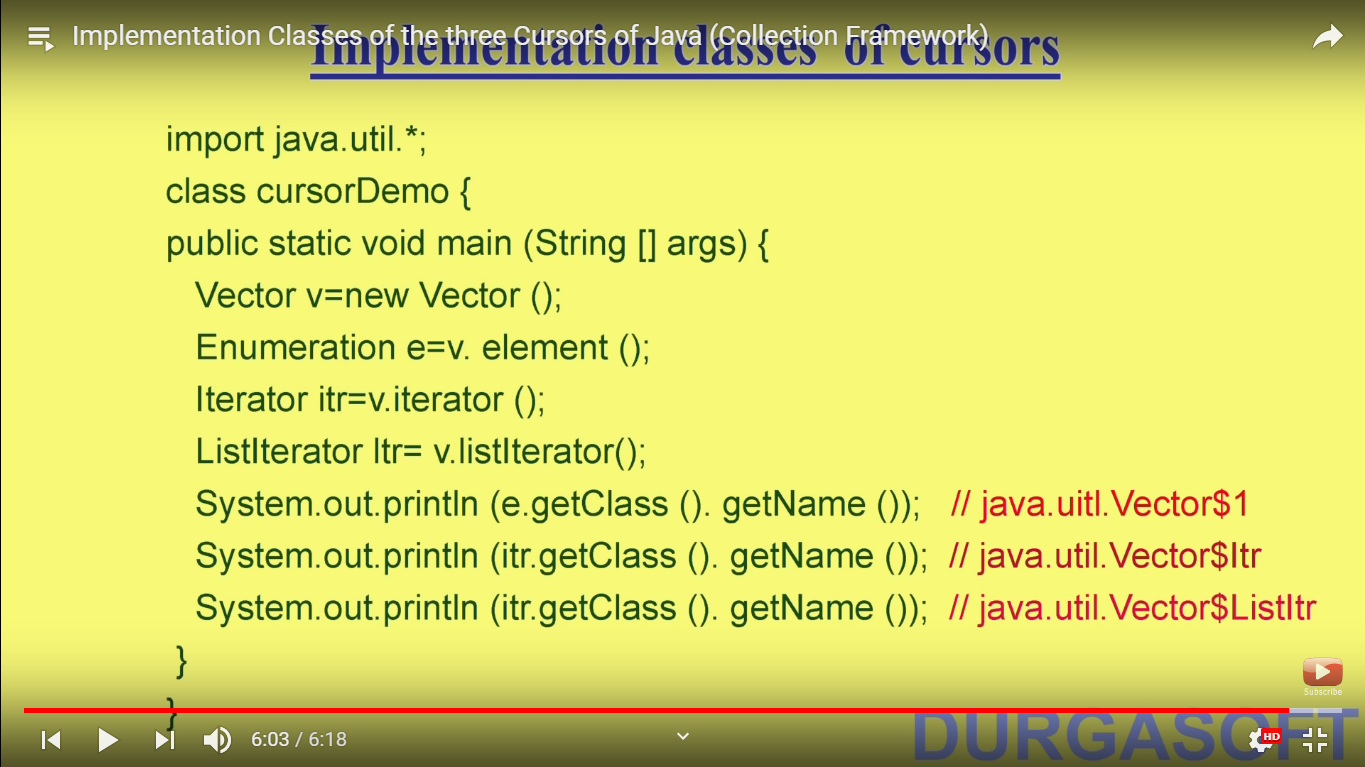 Implementation Classes of the three Cursors of Java (Collection Framework)
Implementation classes of cursors
import java.util.*;
class cursorDemo {
public static void main (String [] args) {
Vector v=new Vector ();
Enumeration e=v. element ();
Iterator itr=v.iterator ();
ListIterator ltr= v.listIterator();
System.out.println (e.getClass (). getName ()); // java.uitl.Vector$1
System.out.println (itr.getClass (). getName ()); // java.util.Vector$Itr
System.out.println (itr.getClass (). getName ()); // java.util.Vector$ListItr
}
}
Subscribe
6:03 / 6:18
HD
DURGASOFT